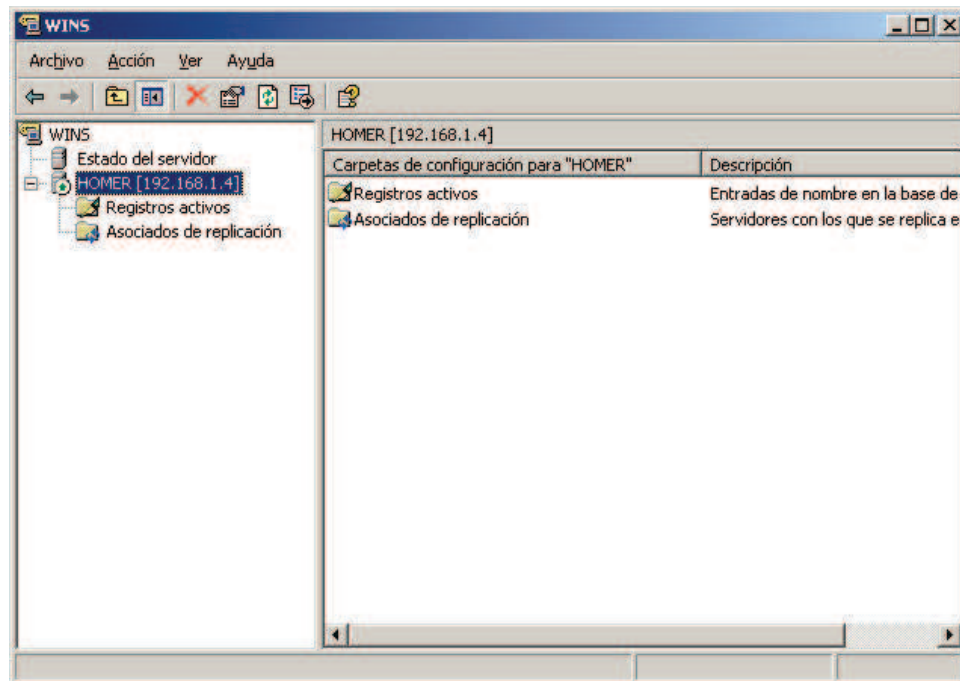 WINS
Archivo Acción Ver Ayuda
WINS
Estado del servidor
HOMER [192.168.1.4]
Registros activos
Asociados de replicación
HOMER [192.168.1.4]
Carpetas de configuración para "HOMER" Descripción
Registros activos Entradas de nombre en la base de
Asociados de replicación Servidores con los que se replica e